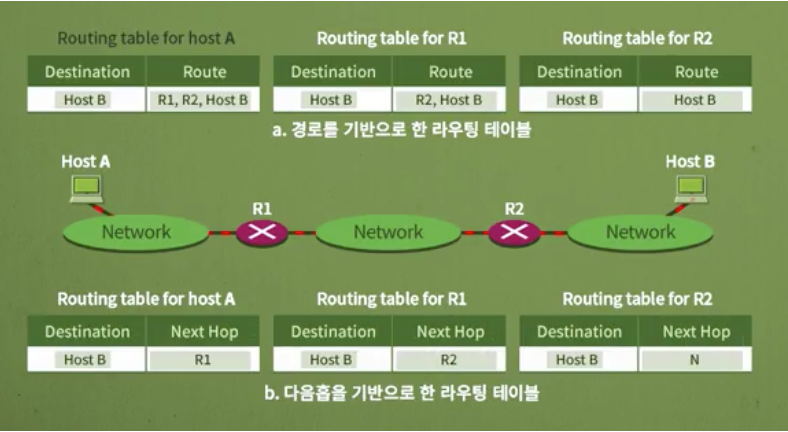 Routing table for host A Routing table for R1 Routing table for R2
Destination Route Destination Route Destination Route
Host B R1, R2, Host B Host B R2, Host B Host B Host B
a. 경로를 기반으로 한 라우팅 테이블
Host A Host B
R1 R2
Network Network Network
Routing table for host A Routing table for R1 Routing table for R2
Destination Next Hop Destination Next Hop Destination Next Hop
Host B R1 Host B R2 Host B N
b. 다음홉을 기반으로 한 라우팅 테이블